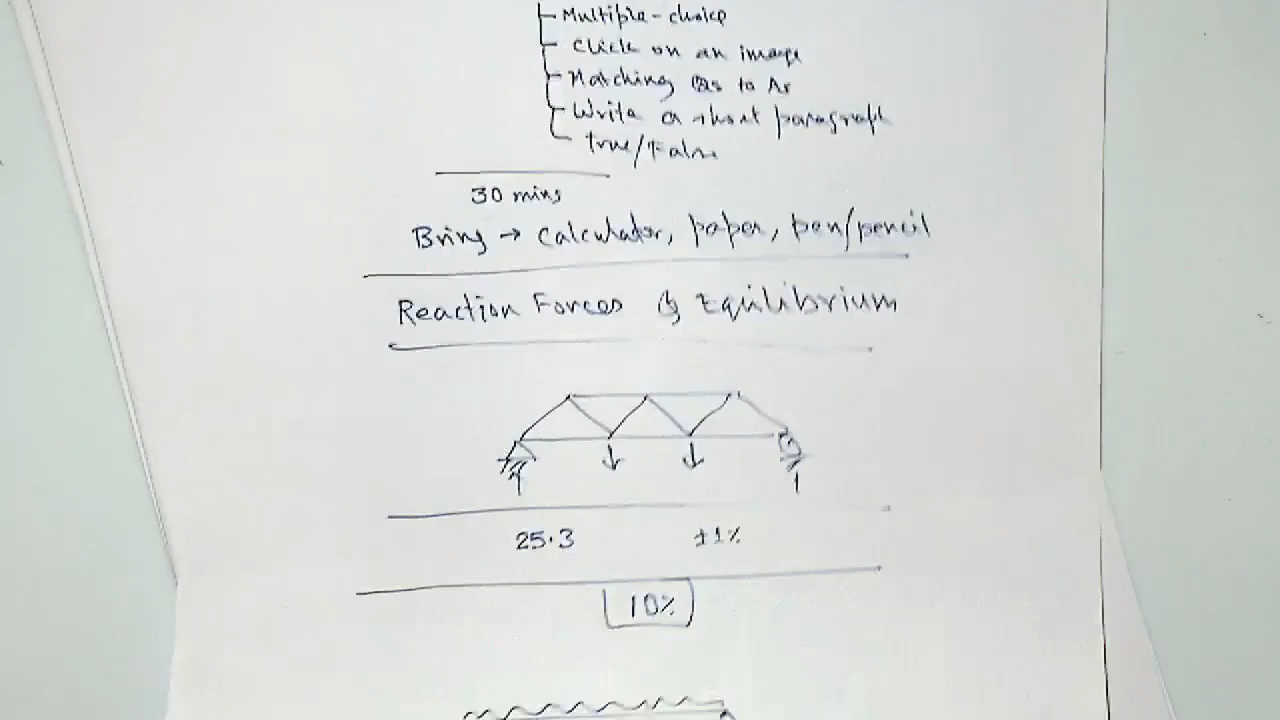 Multiple-choice
Click on an image
Matching Qs to As
Write a short paragraph
True/False
30 mins
Bring → Calculator, paper, pen/pencil
Reaction Forces & Equilibrium
25.3 ±1%
10%